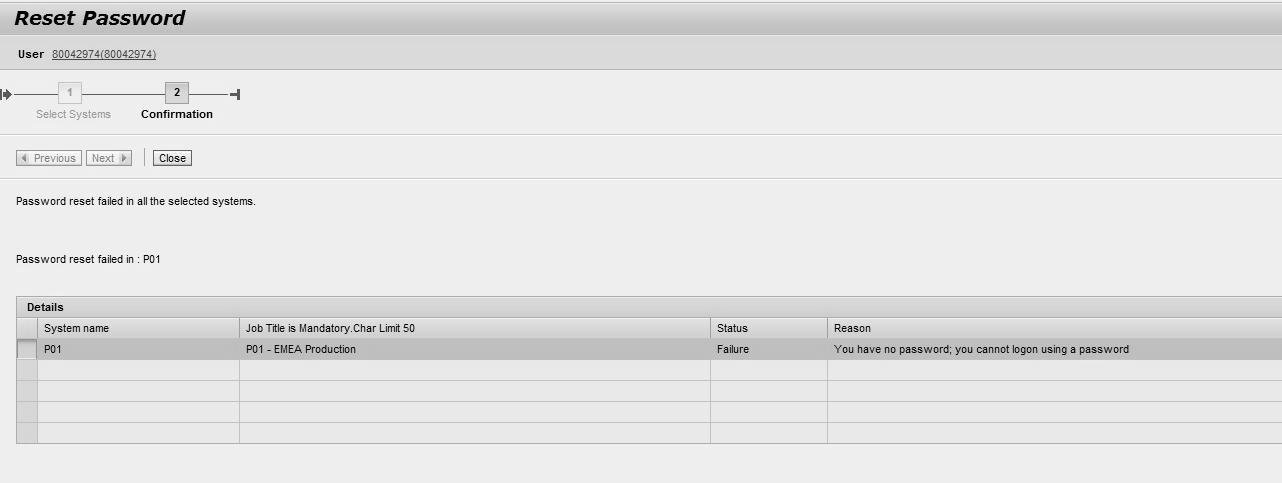 Reset Password
User 80042974(80042974)
1 2
Select Systems Confirmation
Previous Next Close
Password reset failed in all the selected systems.
Password reset failed in : P01
Details
System name Job Title is Mandatory.Char Limit 50 Status Reason
P01 P01 - EMEA Production Failure You have no password; you cannot logon using a password